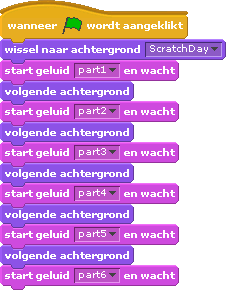 wanneer wordt aangeklikt
wissel naar achtergrond ScratchDay
start geluid part1 en wacht
volgende achtergrond
start geluid part2 en wacht
volgende achtergrond
start geluid part3 en wacht
volgende achtergrond
start geluid part4 en wacht
volgende achtergrond
start geluid part5 en wacht
volgende achtergrond
start geluid part6 en wacht